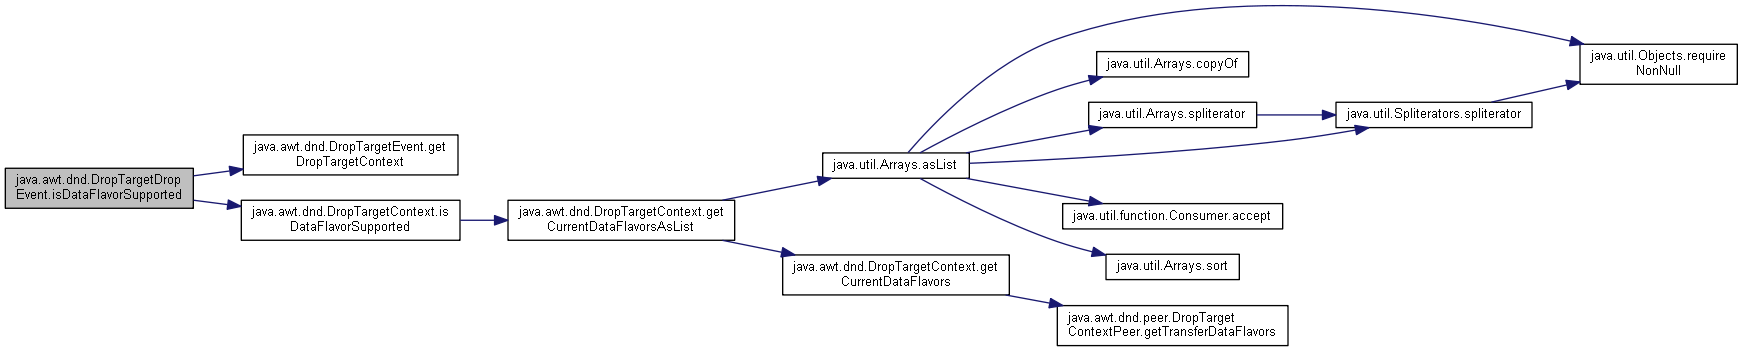 java.awt.dnd.DropTargetDrop
Event.isDataFlavorSupported
java.awt.dnd.DropTargetEvent.get
DropTargetContext
java.awt.dnd.DropTargetContext.is
DataFlavorSupported
java.awt.dnd.DropTargetContext.get
CurrentDataFlavorsAsList
java.util.Arrays.asList
java.awt.dnd.DropTargetContext.get
CurrentDataFlavors
java.util.Arrays.copyOf
java.util.Arrays.spliterator
java.util.function.Consumer.accept
java.util.Arrays.sort
java.awt.dnd.peer.DropTarget
ContextPeer.getTransferDataFlavors
java.util.Spliterators.spliterator
java.util.Objects.require
NonNull